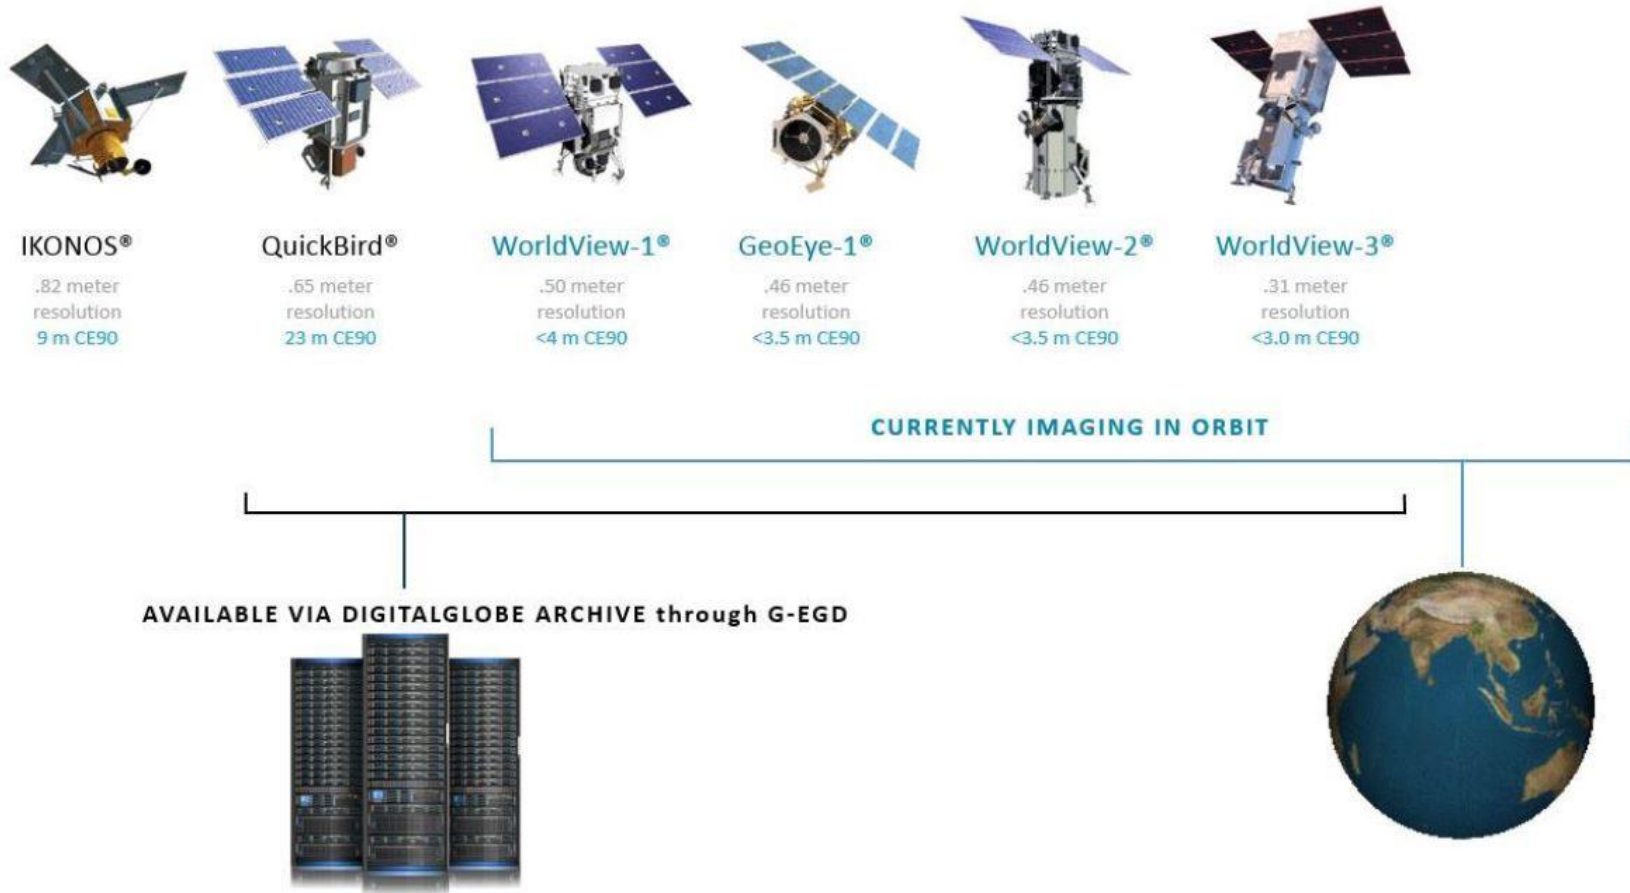 IKONOS®
.82 meter
resolution
9 m CE90
QuickBird®
.65 meter
resolution
23 m CE90
WorldView-1®
.50 meter
resolution
<4 m CE90
GeoEye-1®
.46 meter
resolution
<3.5 m CE90
WorldView-2®
.46 meter
resolution
<3.5 m CE90
WorldView-3®
.31 meter
resolution
<3.0 m CE90
CURRENTLY IMAGING IN ORBIT
AVAILABLE VIA DIGITALGLOBE ARCHIVE through G-EGD